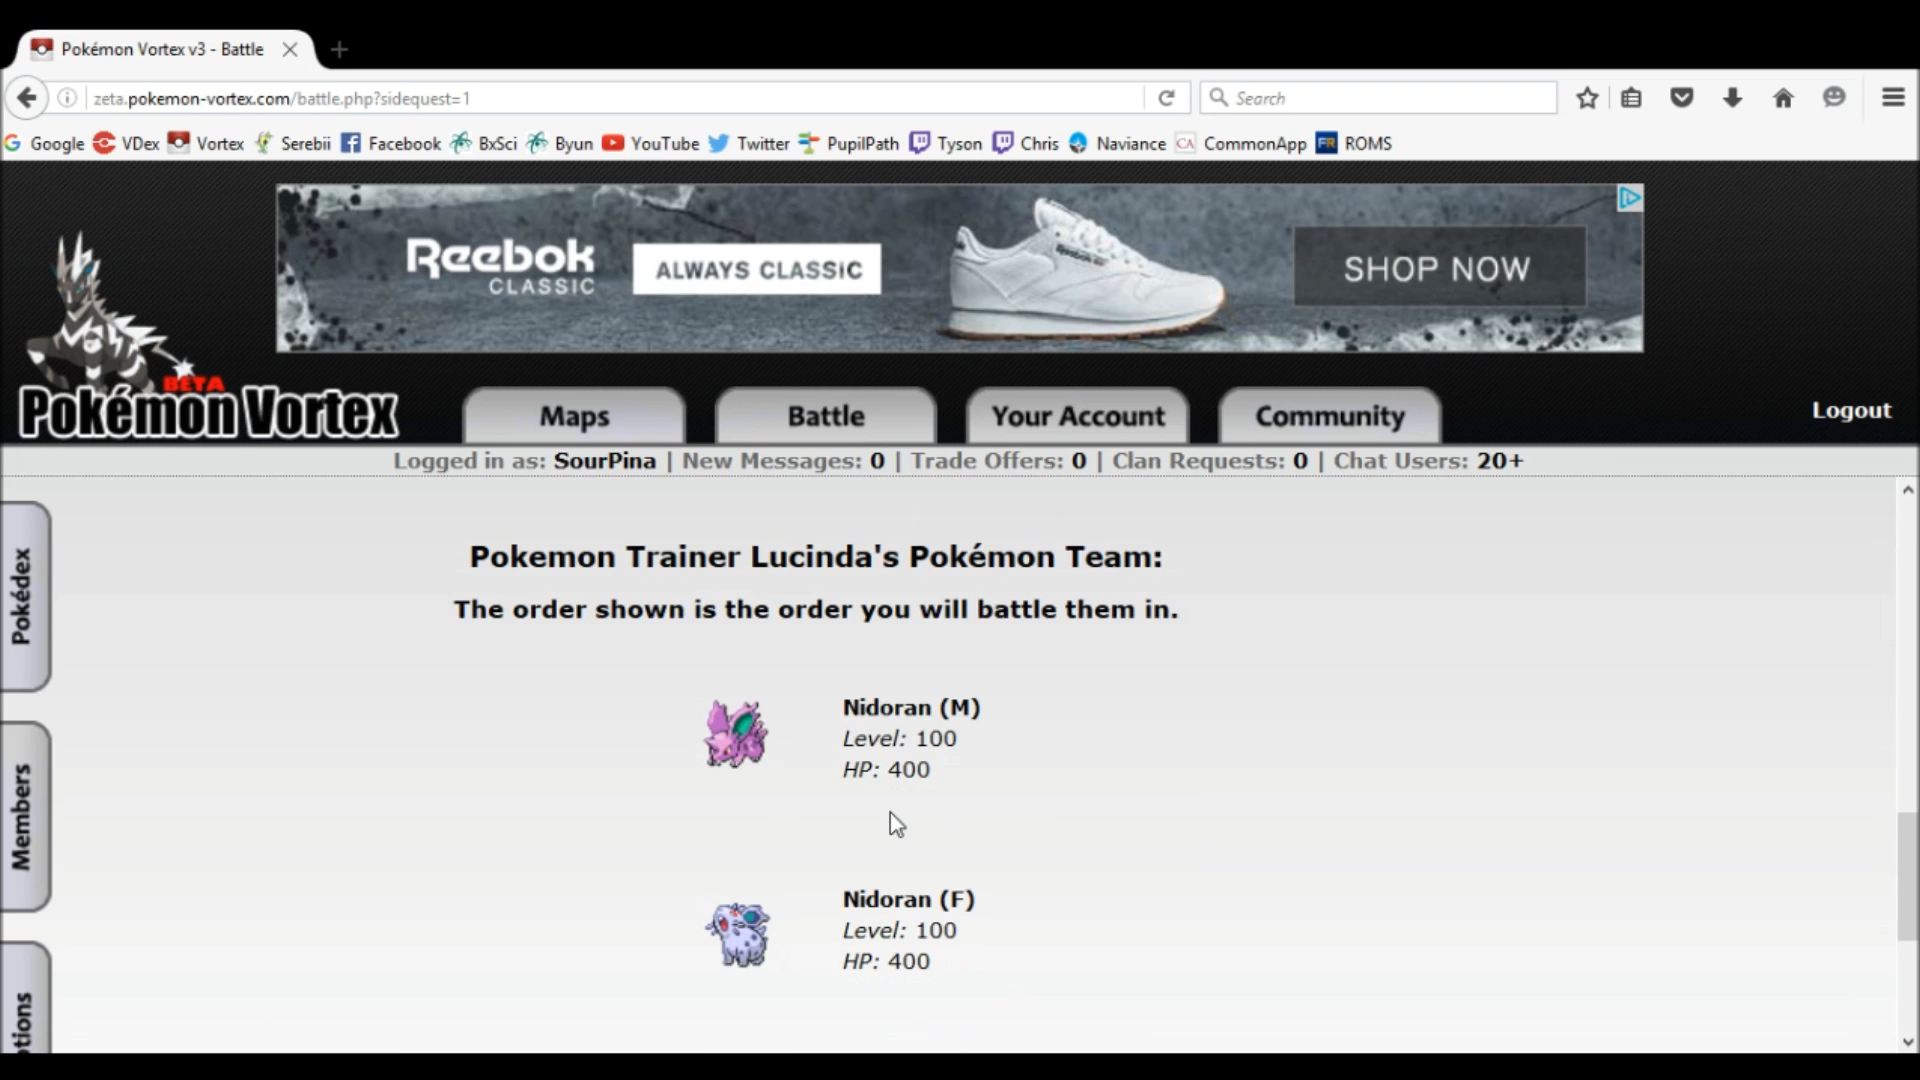 Pokémon Vortex v3 - Battle
zeta.pokemon-vortex.com/battle.php?sidequest=1
Search
Google VDex Vortex Serebii Facebook BxSci Byun YouTube Twitter PupilPath Tyson Chris Naviance CA CommonApp FR ROMS
Reebok
CLASSIC
ALWAYS CLASSIC
SHOP NOW
BETA
Pokémon Vortex
Maps
Battle
Your Account
Community
Logout
Logged in as: SourPina | New Messages: 0 | Trade Offers: 0 | Clan Requests: 0 | Chat Users: 20+
Pokédex
Members
tions
Pokemon Trainer Lucinda's Pokémon Team:
The order shown is the order you will battle them in.
Nidoran (M)
Level: 100
HP: 400
Nidoran (F)
Level: 100
HP: 400